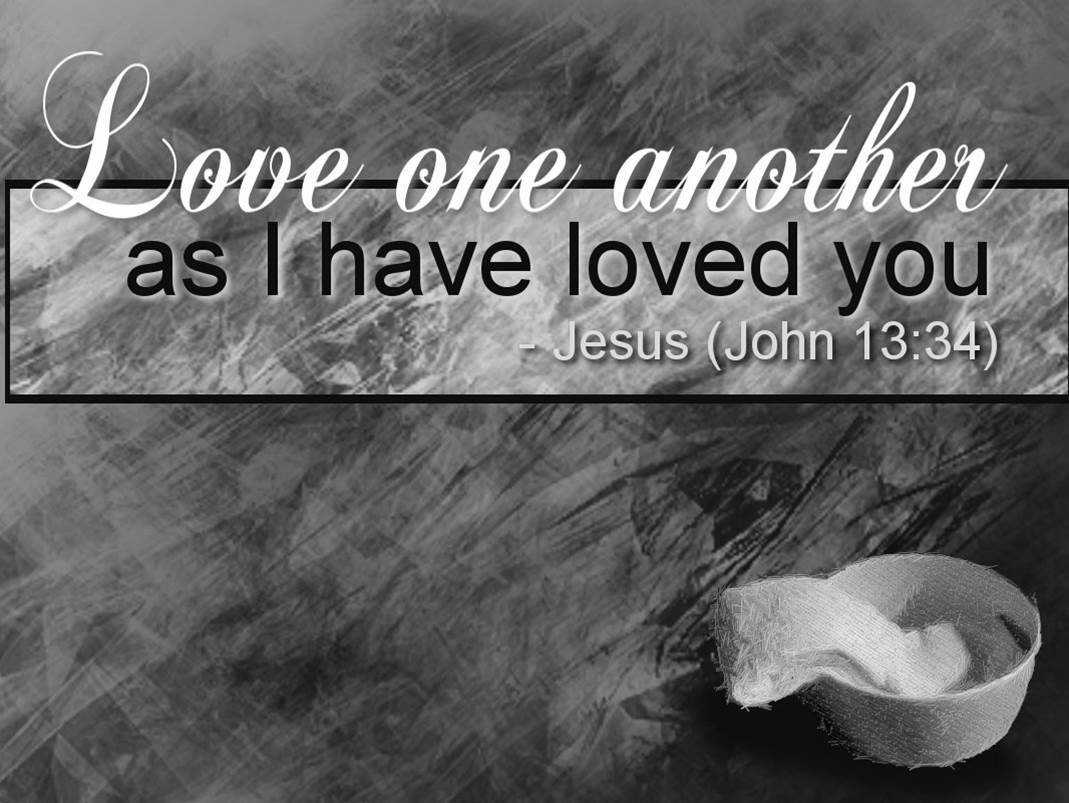 Love one another
as I have loved you
- Jesus (John 13:34)